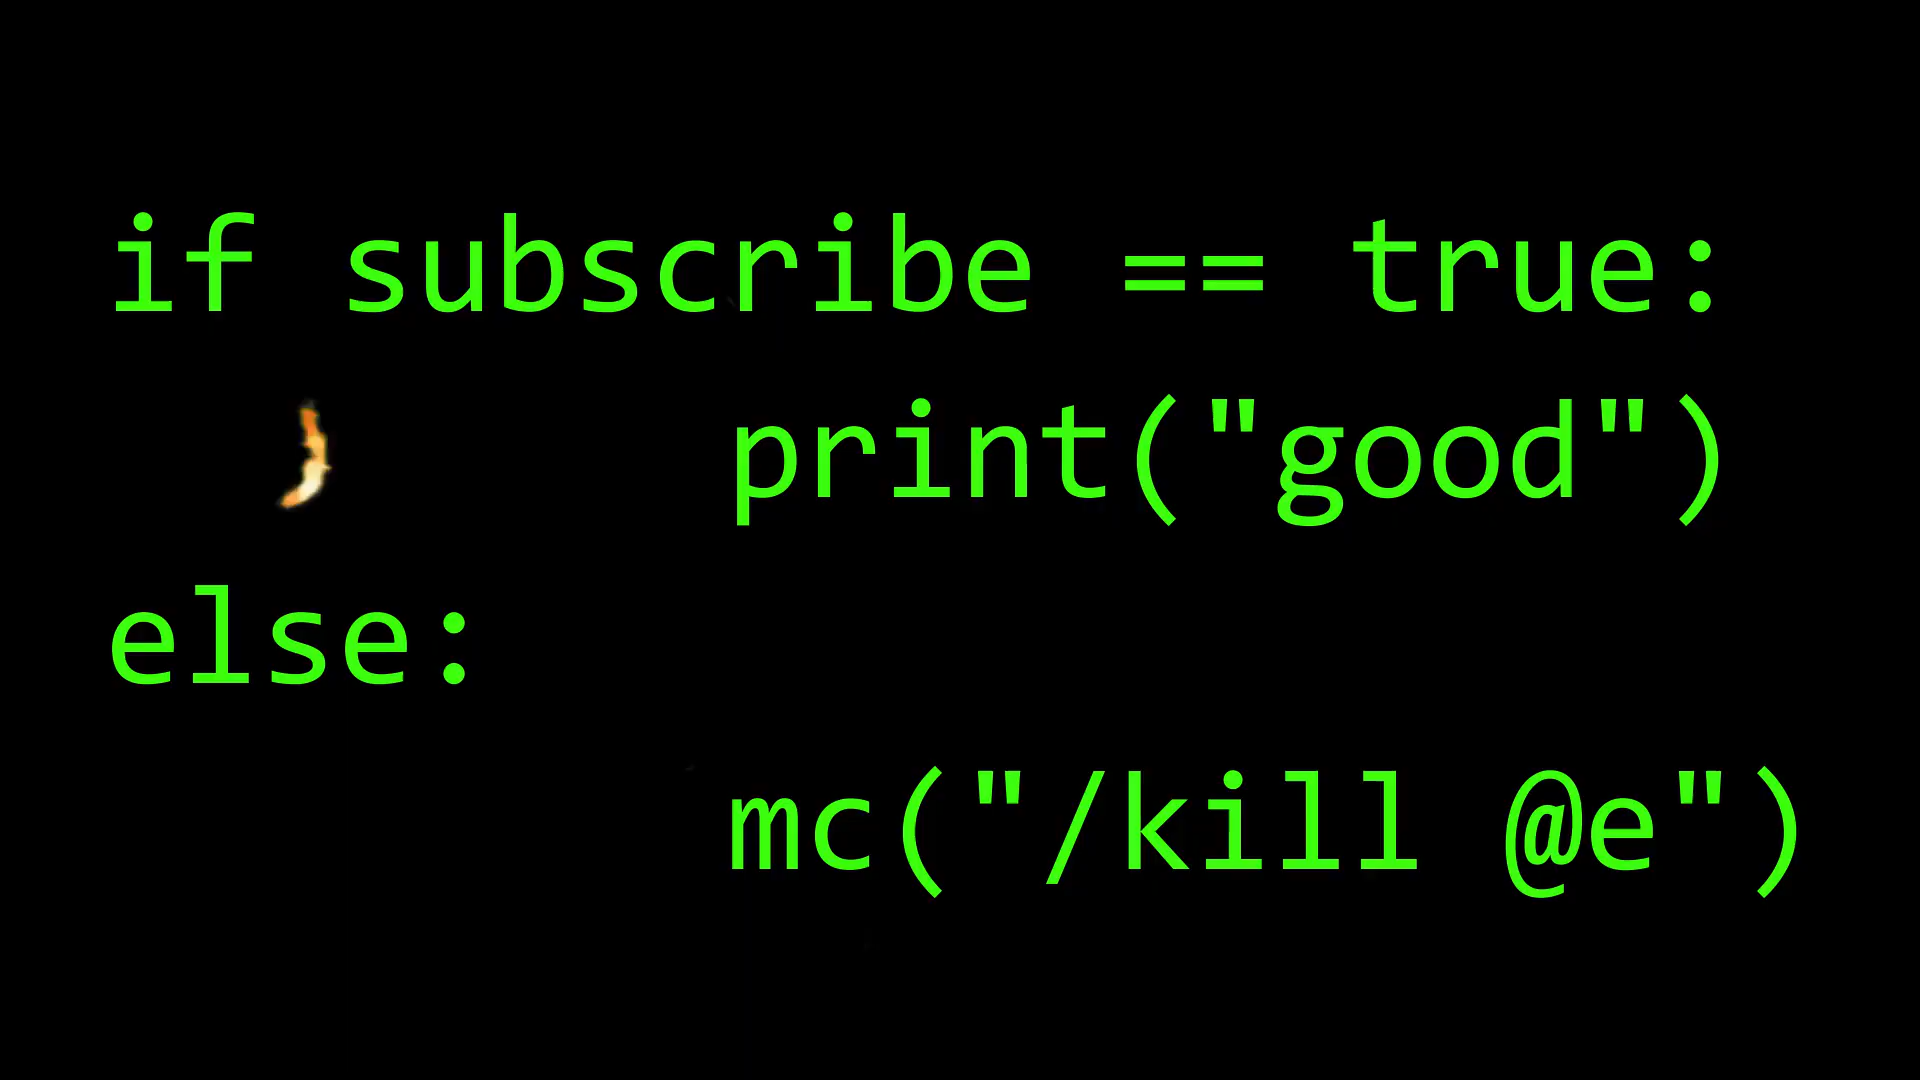 if subscribe == true:
print("good")
else:
mc("/kill @e")